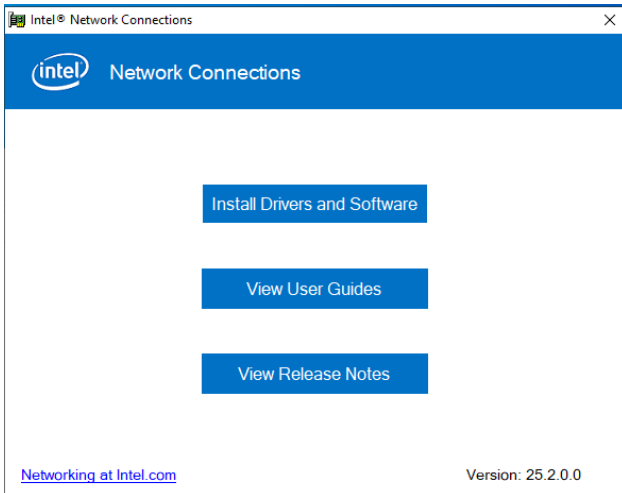 Intel® Network Connections
intel Network Connections
Install Drivers and Software
View User Guides
View Release Notes
Networking at Intel.com Version: 25.2.0.0